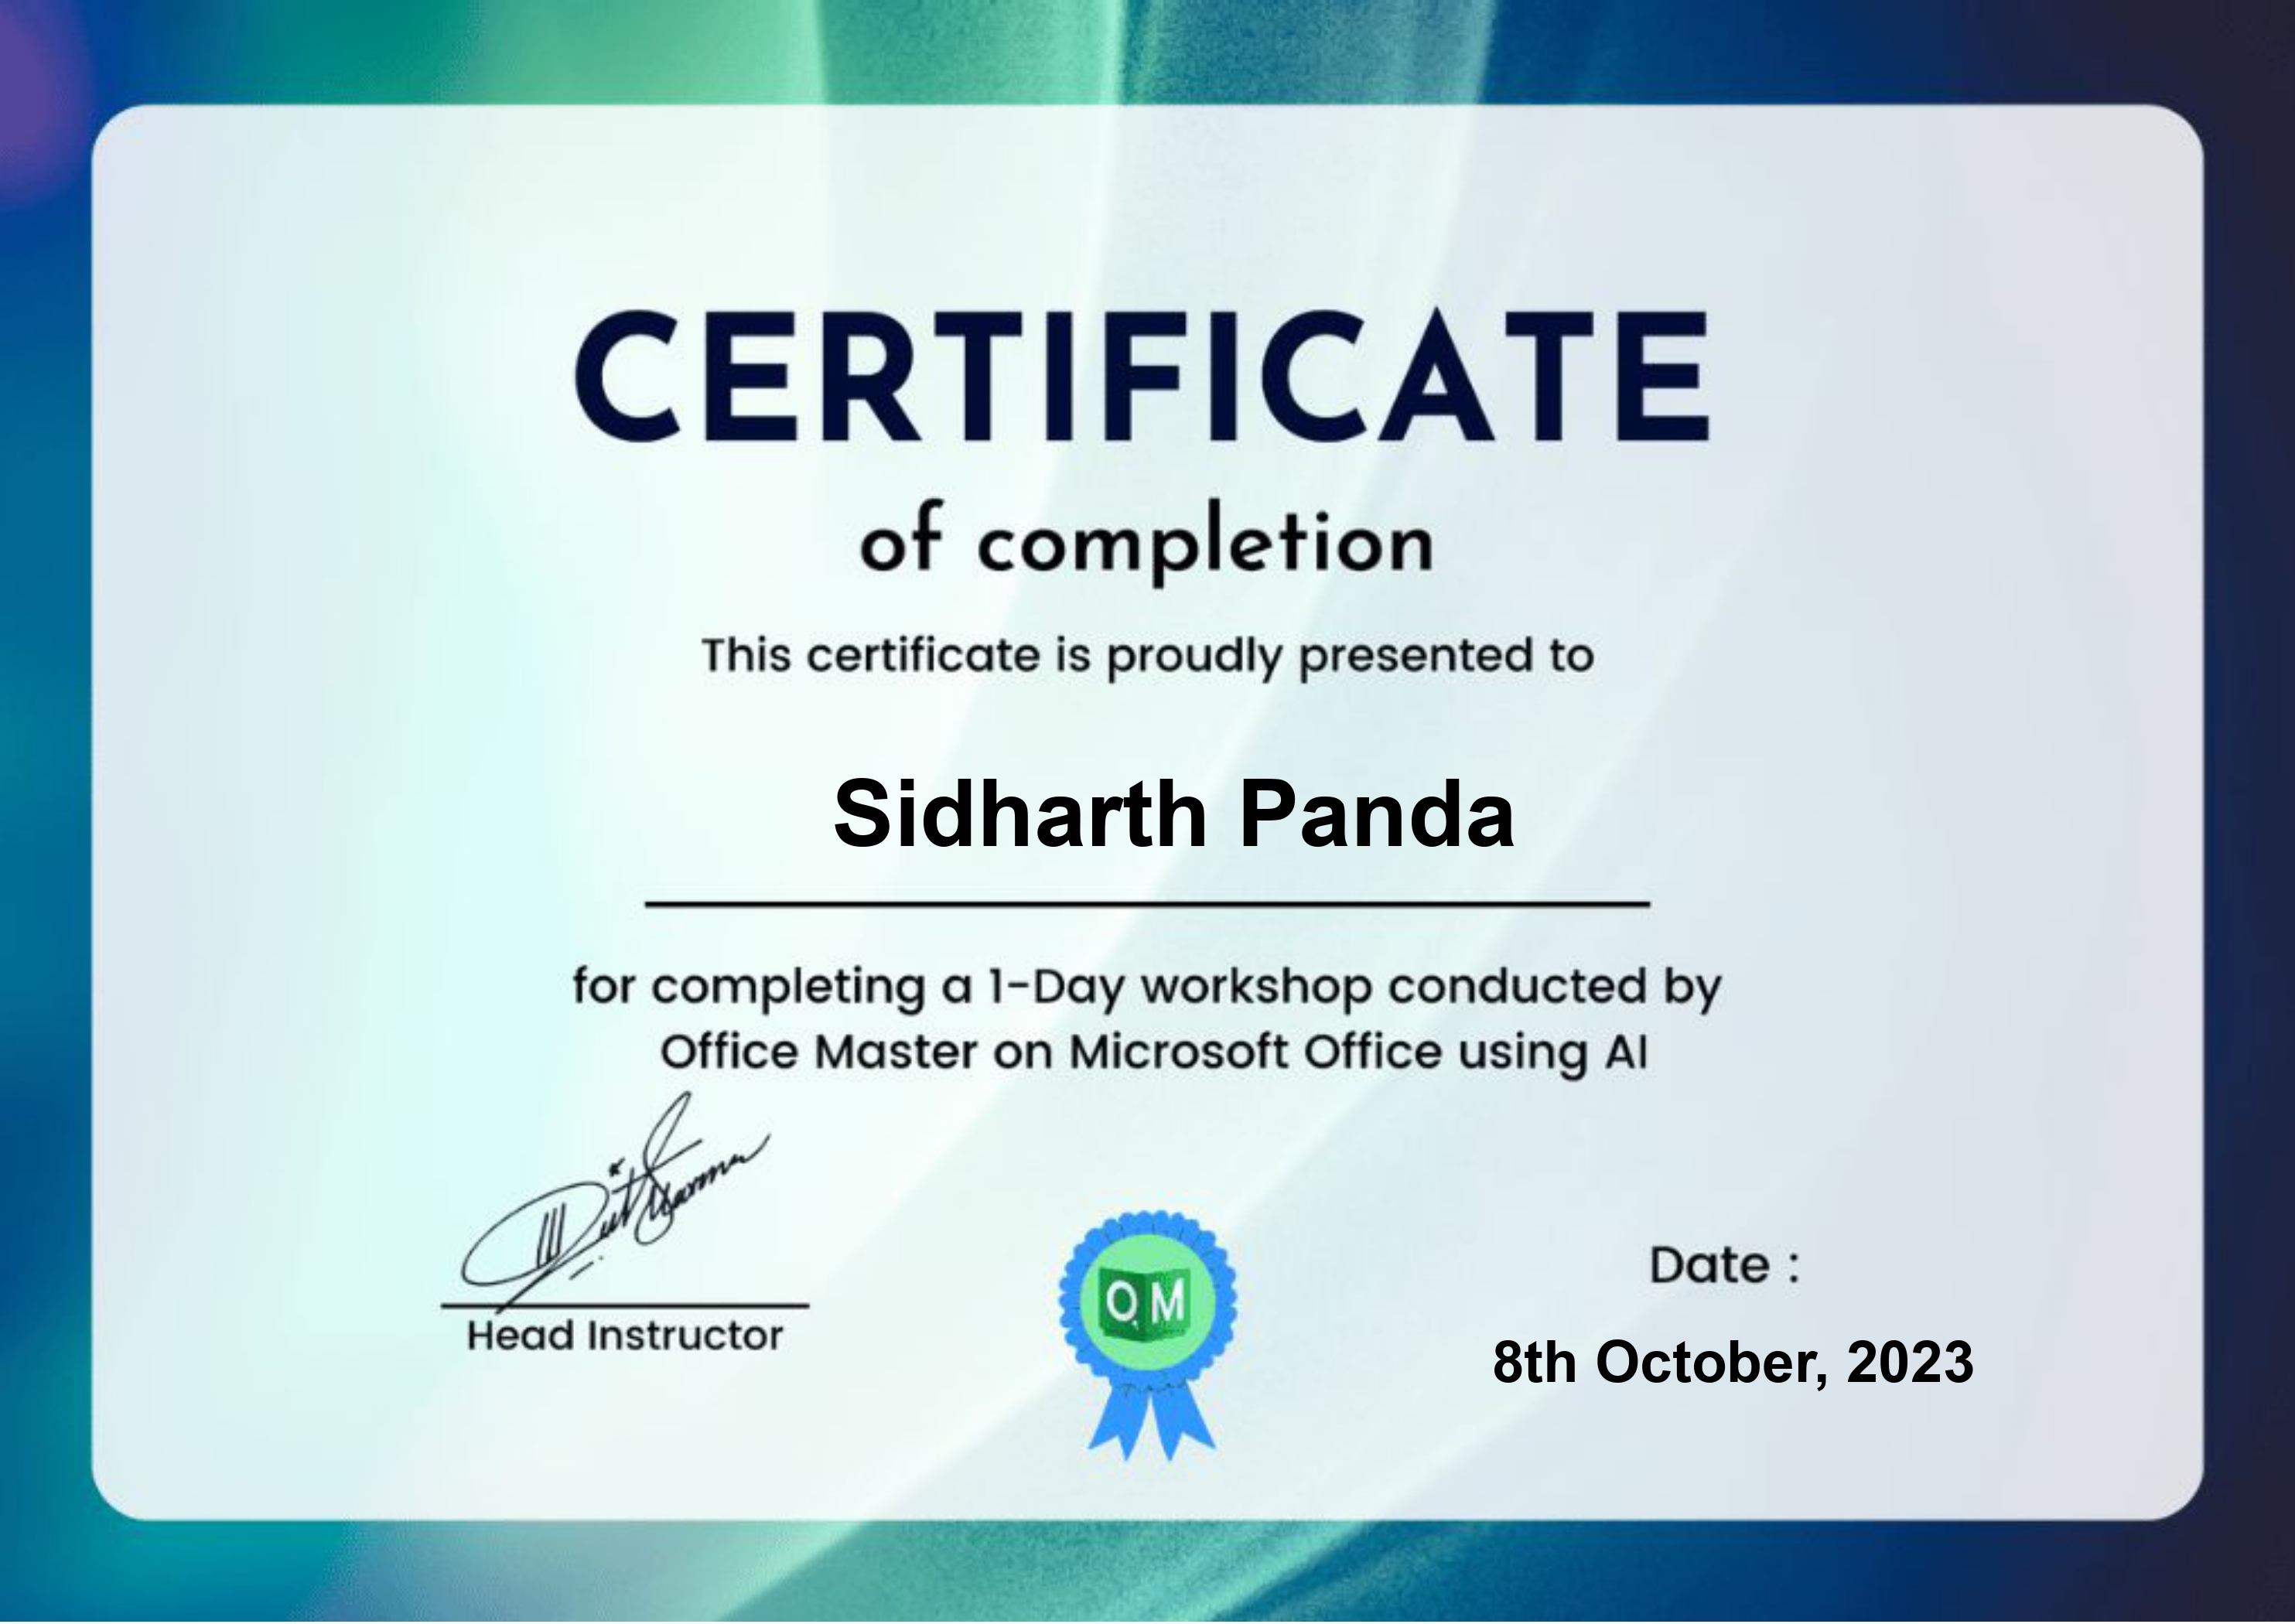 CERTIFICATE
of completion
This certificate is proudly presented to
Sidharth Panda
for completing a 1-Day workshop conducted by
Office Master on Microsoft Office using AI
Head Instructor
OM
Date :
8th October, 2023